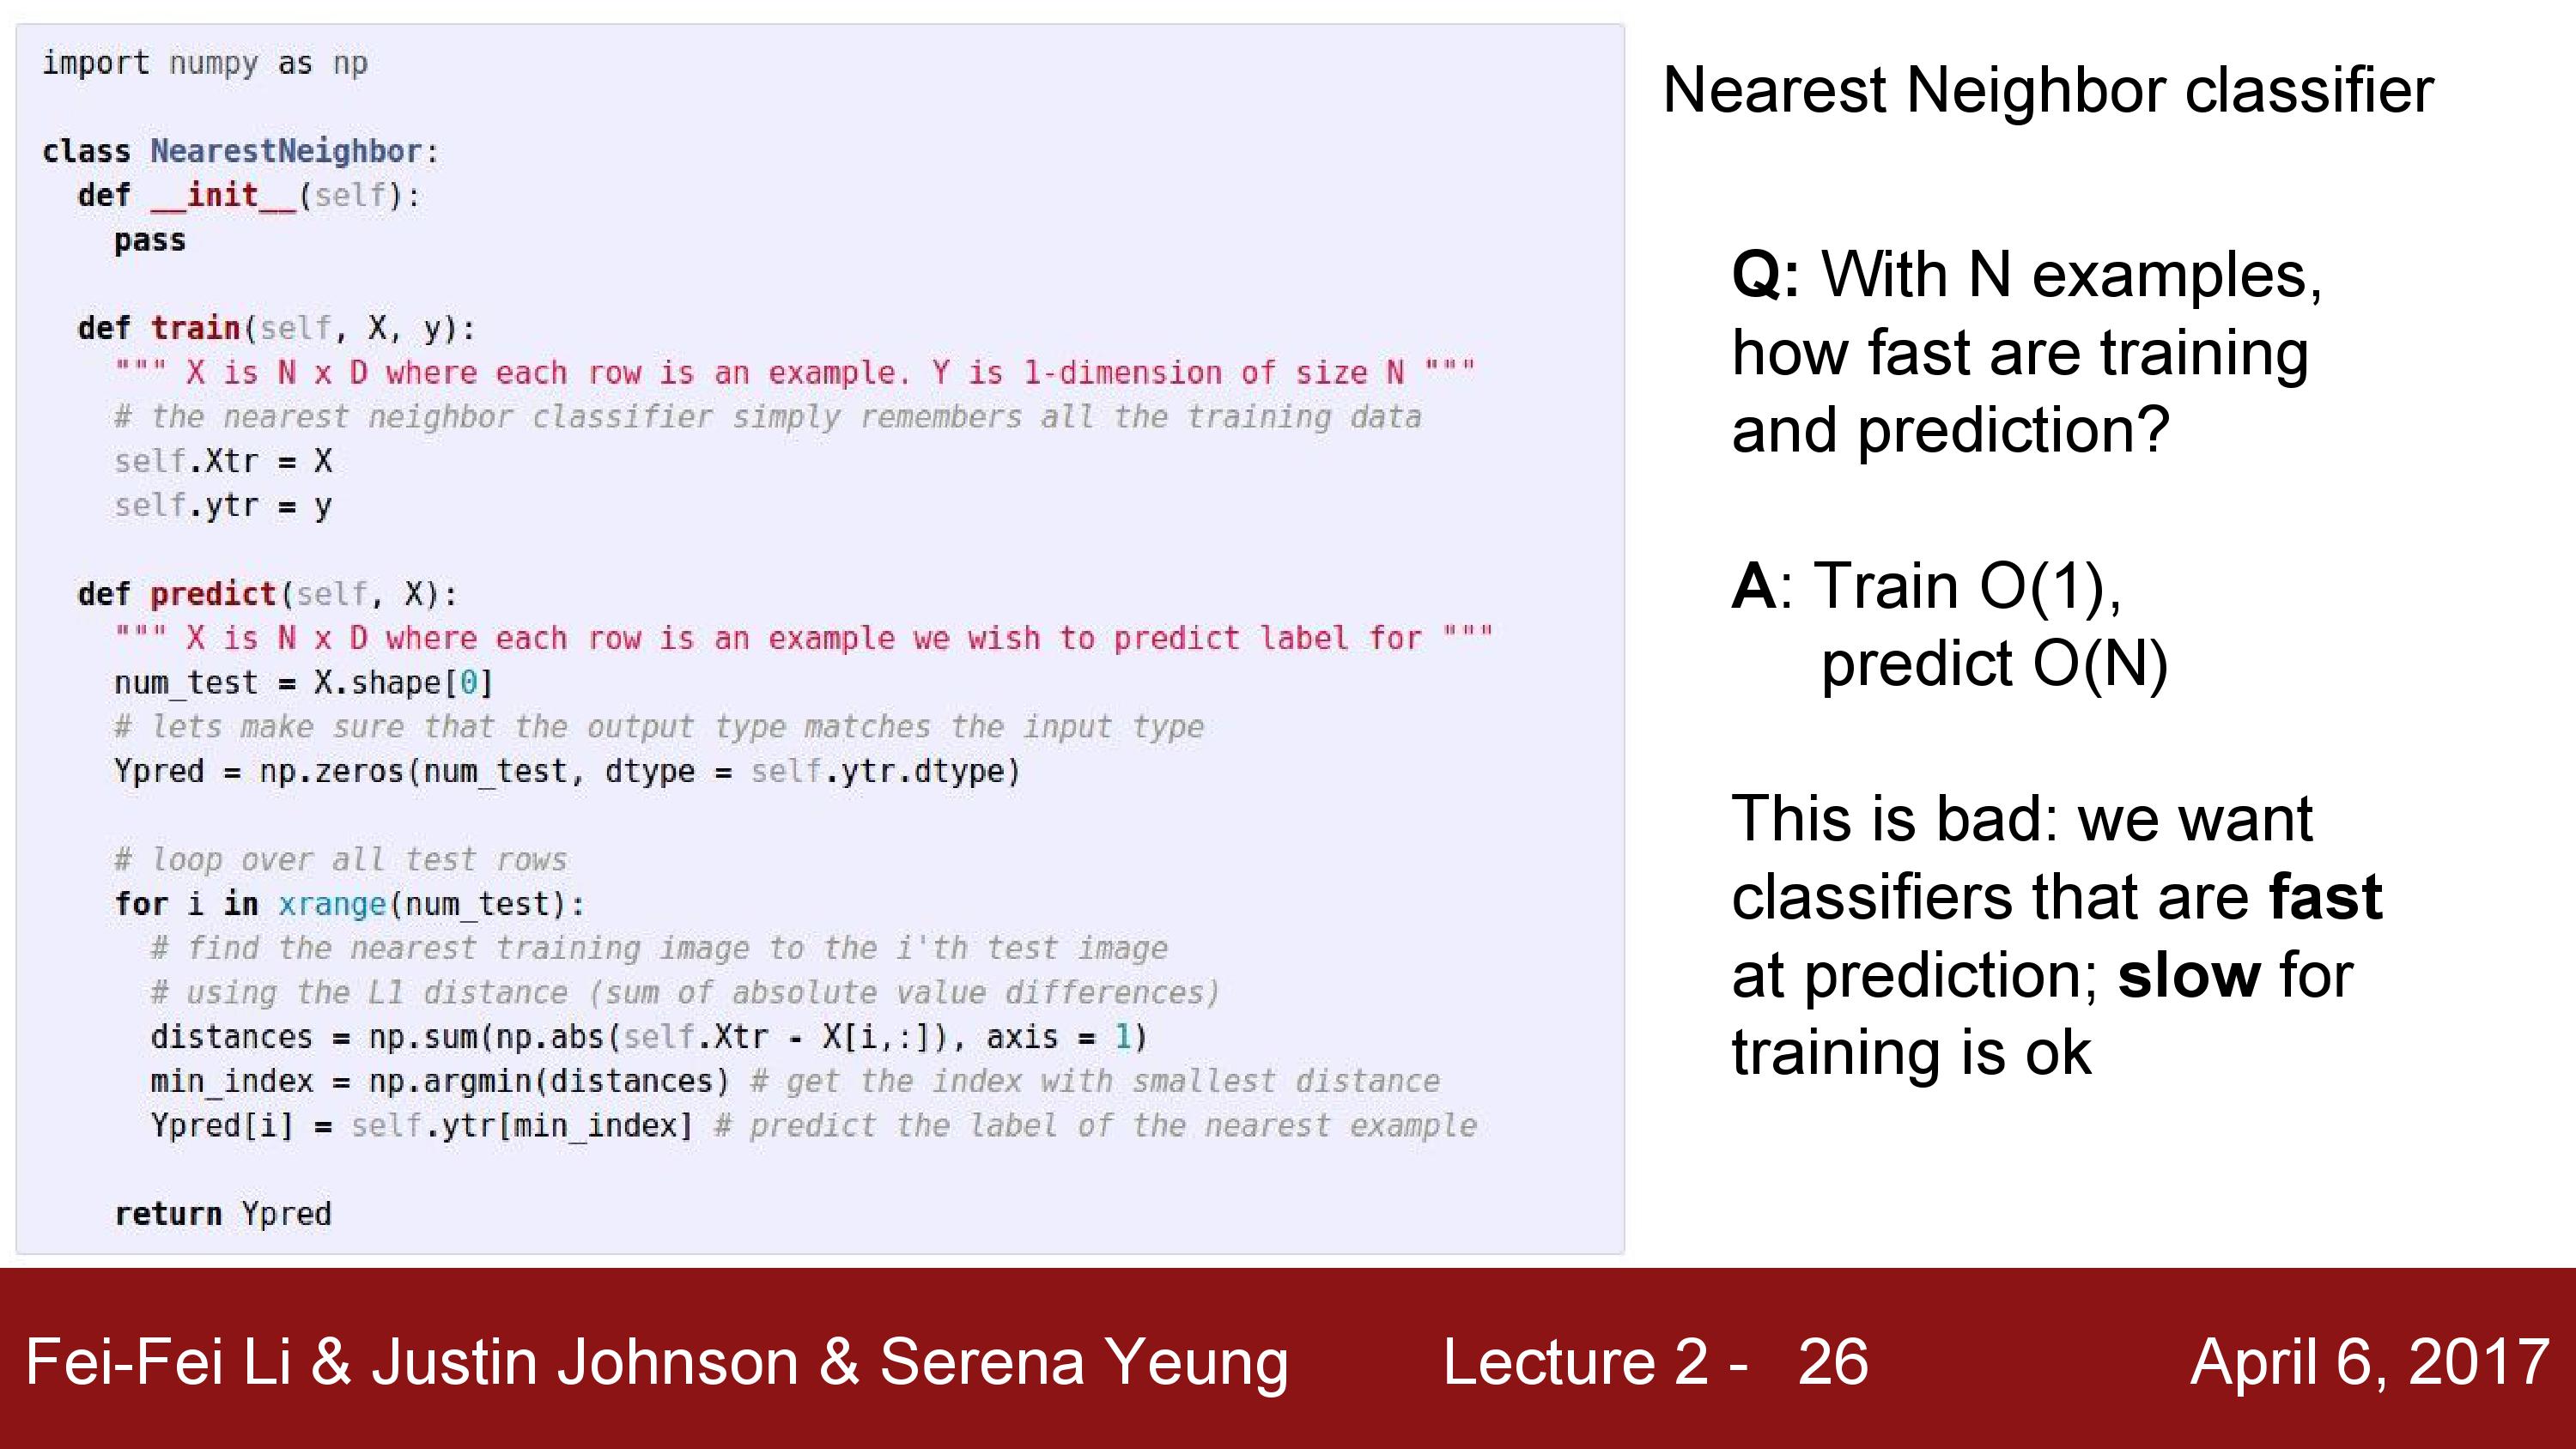 import numpy as np

class NearestNeighbor:
  def __init__(self):
    pass

  def train(self, X, y):
    """ X is N x D where each row is an example. Y is 1-dimension of size N """
    # the nearest neighbor classifier simply remembers all the training data
    self.Xtr = X
    self.ytr = y

  def predict(self, X):
    """ X is N x D where each row is an example we wish to predict label for """
    num_test = X.shape[0]
    # lets make sure that the output type matches the input type
    Ypred = np.zeros(num_test, dtype = self.ytr.dtype)

    # loop over all test rows
    for i in xrange(num_test):
      # find the nearest training image to the i'th test image
      # using the L1 distance (sum of absolute value differences)
      distances = np.sum(np.abs(self.Xtr - X[i,:]), axis = 1)
      min_index = np.argmin(distances) # get the index with smallest distance
      Ypred[i] = self.ytr[min_index] # predict the label of the nearest example

    return Ypred
Nearest Neighbor classifier
Q: With N examples,
how fast are training
and prediction?
A: Train O(1),
predict O(N)
This is bad: we want
classifiers that are fast
at prediction; slow for
training is ok
Fei-Fei Li & Justin Johnson & Serena Yeung Lecture 2 - 26 April 6, 2017